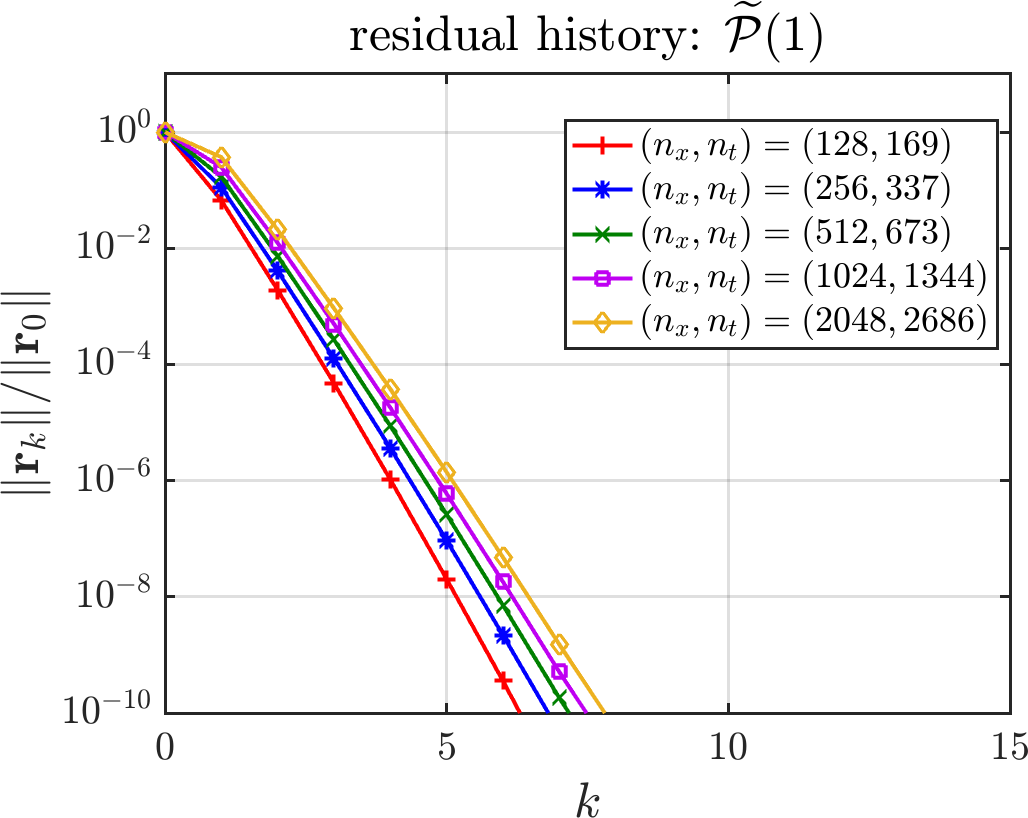 residual history: $\widetilde{\mathcal{P}}(1)$
$\|\mathbf{r}_k\|/\|\mathbf{r}_0\|$
$10^{0}$
$10^{-2}$
$10^{-4}$
$10^{-6}$
$10^{-8}$
$10^{-10}$
$(n_x, n_t) = (128, 169)$
$(n_x, n_t) = (256, 337)$
$(n_x, n_t) = (512, 673)$
$(n_x, n_t) = (1024, 1344)$
$(n_x, n_t) = (2048, 2686)$
0 5 10 15
$k$